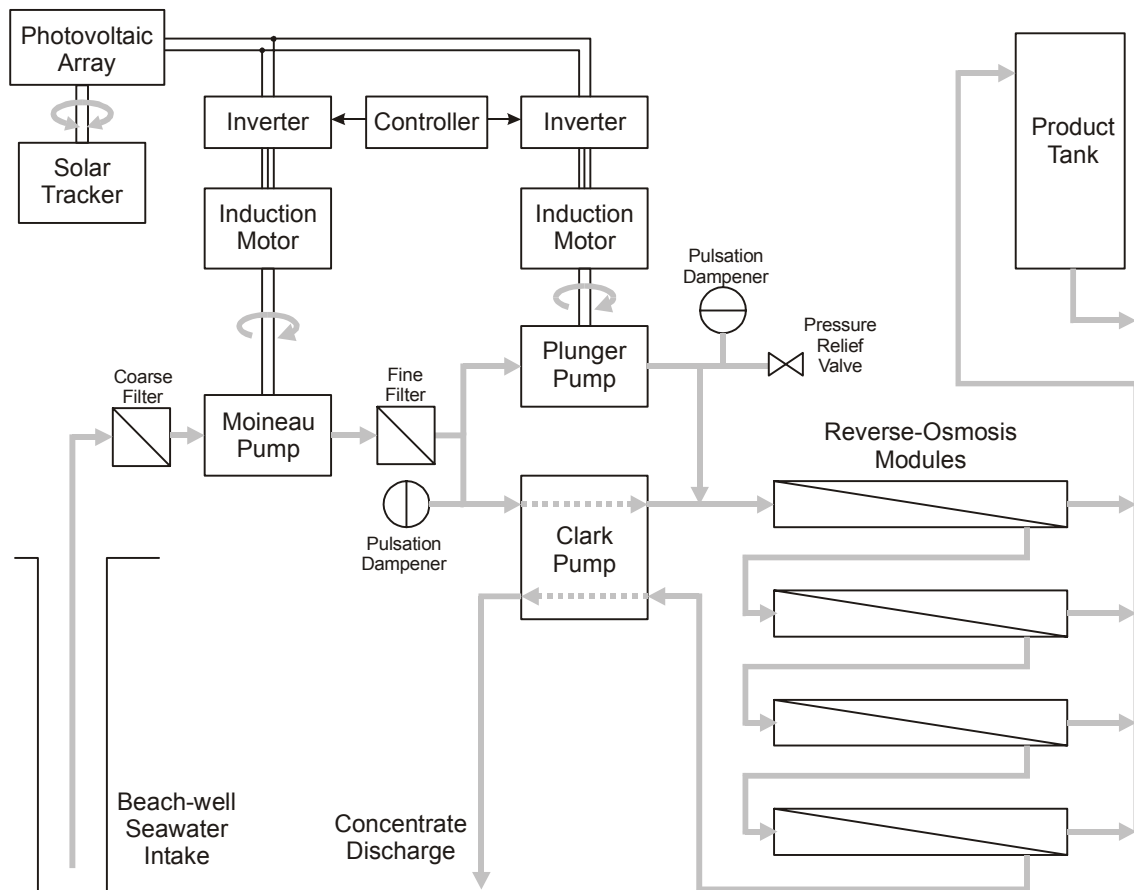 Photovoltaic
Array
Solar
Tracker
Inverter
Controller
Inverter
Induction
Motor
Induction
Motor
Product
Tank
Pulsation
Dampener
Plunger
Pump
Pressure
Relief
Valve
Coarse
Filter
Moineau
Pump
Fine
Filter
Reverse-Osmosis
Modules
Pulsation
Dampener
Clark
Pump
Beach-well
Seawater
Intake
Concentrate
Discharge